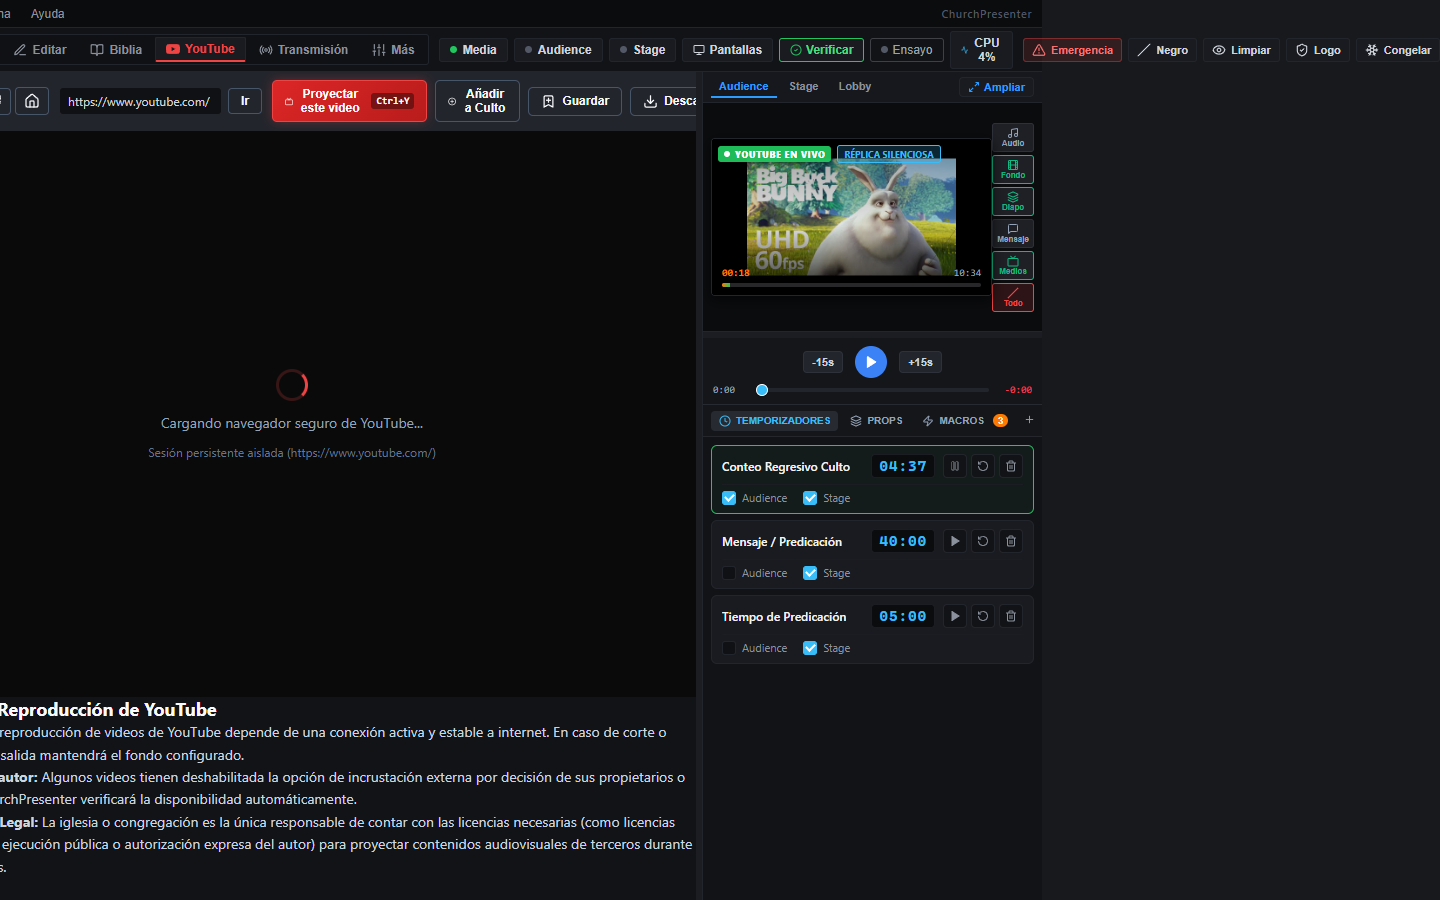 na Ayuda ChurchPresenter
Editar Biblia YouTube Transmisión Más Media Audience Stage Pantallas Verificar Ensayo CPU 4% Emergencia Negro Limpiar Logo Congelar
https://www.youtube.com/ Ir Proyectar este video Ctrl+Y Añadir a Culto Guardar Desca
Cargando navegador seguro de YouTube...
Sesión persistente aislada (https://www.youtube.com/)
Reproducción de YouTube
reproducción de videos de YouTube depende de una conexión activa y estable a internet. En caso de corte o
salida mantendrá el fondo configurado.
autor: Algunos videos tienen deshabilitada la opción de incrustación externa por decisión de sus propietarios o
rchPresenter verificará la disponibilidad automáticamente.
Legal: La iglesia o congregación es la única responsable de contar con las licencias necesarias (como licencias
ejecución pública o autorización expresa del autor) para proyectar contenidos audiovisuales de terceros durante
s.
Audience Stage Lobby Ampliar
YOUTUBE EN VIVO RÉPLICA SILENCIOSA
Big Buck
BUNNY
UHD
60fps
00:18 10:34
Audio
Fondo
Diapo
Mensaje
Medios
Todo
-15s +15s
0:00 -0:00
TEMPORIZADORES PROPS MACROS 3 +
Conteo Regresivo Culto 04:37
Audience Stage
Mensaje / Predicación 40:00
Audience Stage
Tiempo de Predicación 05:00
Audience Stage